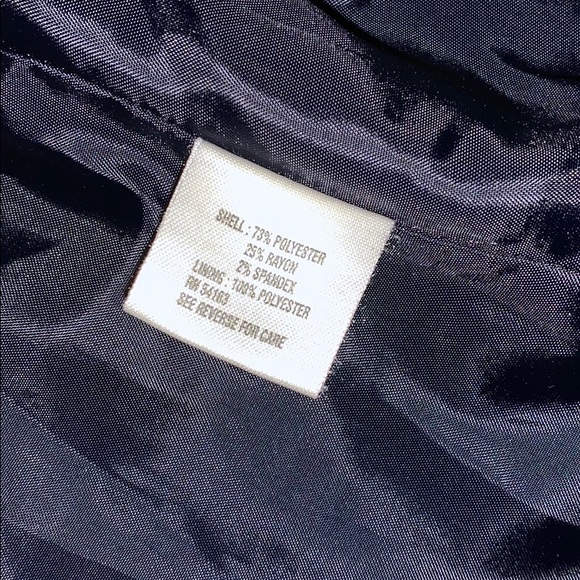 SHELL : 73% POLYESTER
25% RAYON
2% SPANDEX
LINING : 100% POLYESTER
RN 54163
SEE REVERSE FOR CARE